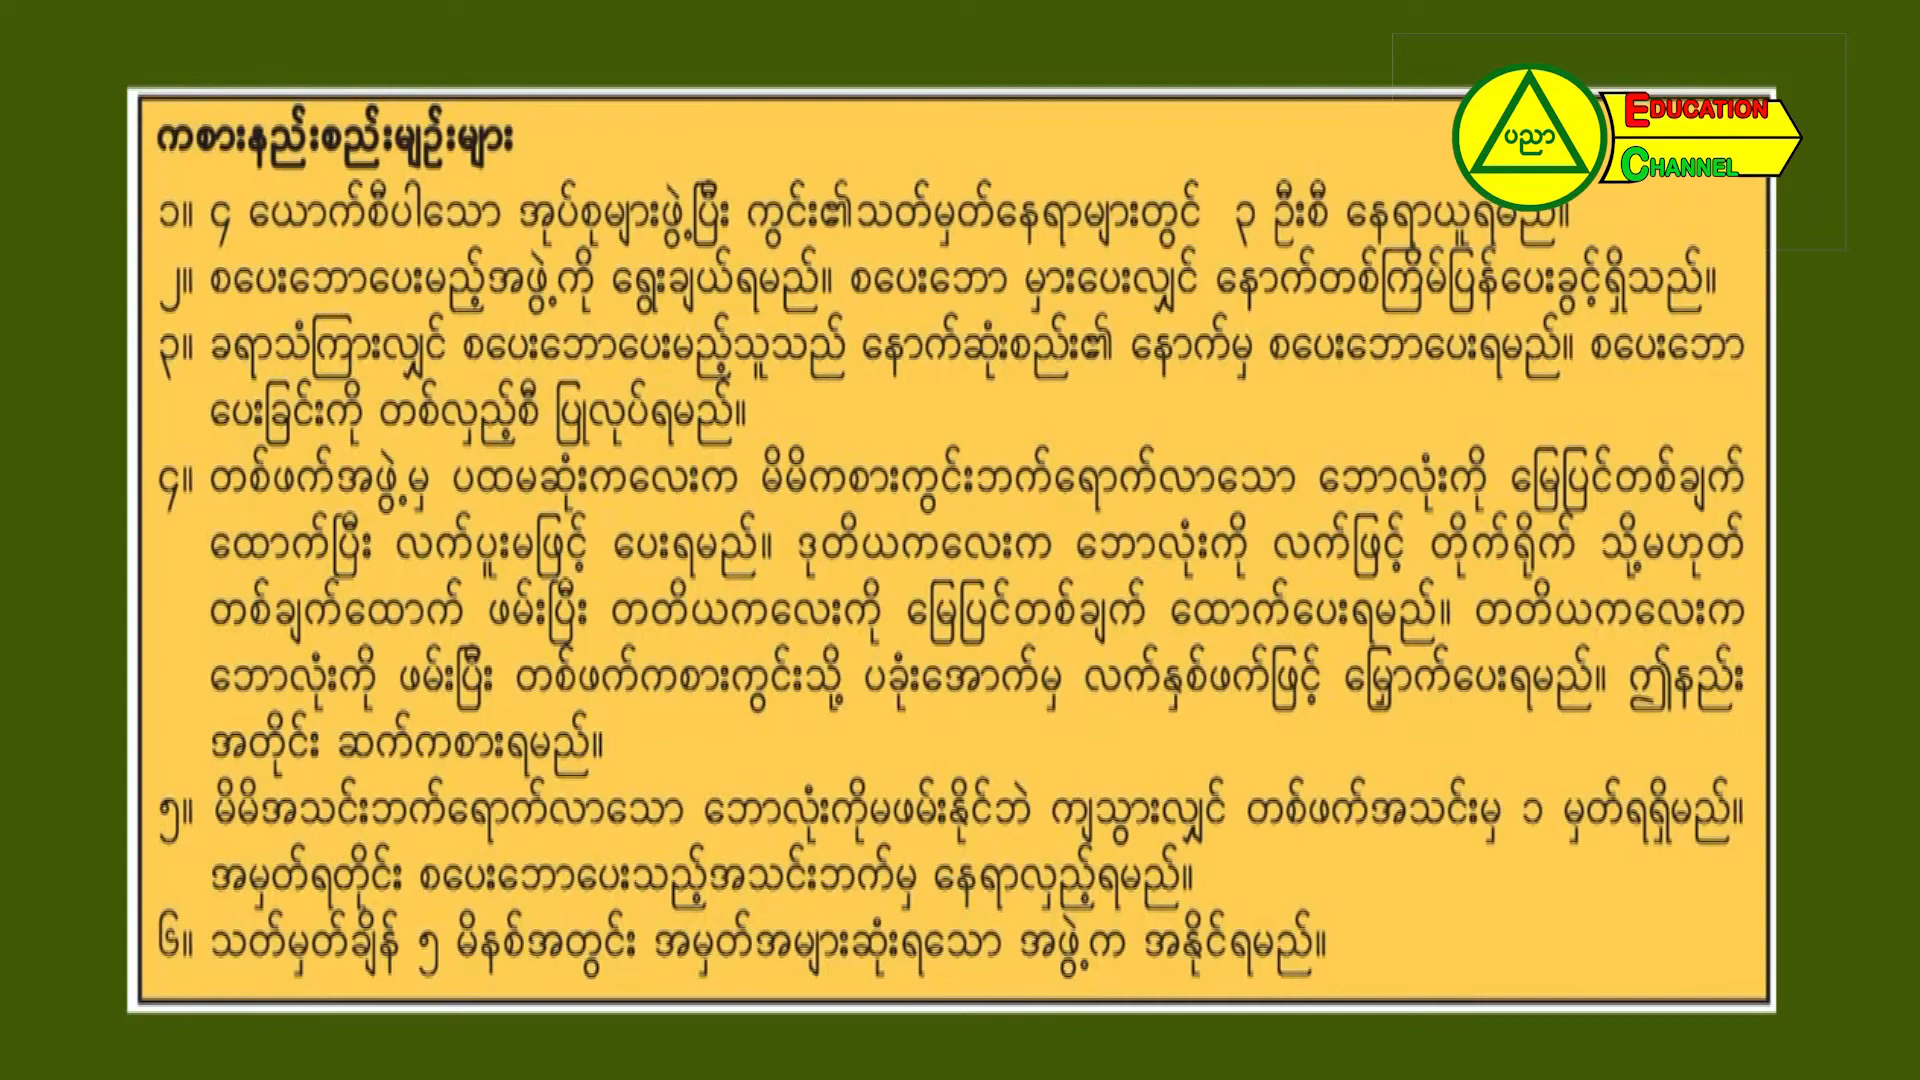 ကစားနည်းစည်းမျဉ်းများ
၁။ ၄ ယောက်စီပါသော အုပ်စုများဖွဲ့ပြီး ကွင်း၏သတ်မှတ်နေရာများတွင် ၃ ဦးစီ နေရာယူရမည်။
၂။ စပေးဘောပေးမည့်အဖွဲ့ကို ရွေးချယ်ရမည်။ စပေးဘော မှားပေးလျှင် နောက်တစ်ကြိမ်ပြန်ပေးခွင့်ရှိသည်။
၃။ ခရာသံကြားလျှင် စပေးဘောပေးမည့်သူသည် နောက်ဆုံးစည်း၏ နောက်မှ စပေးဘောပေးရမည်။ စပေးဘော
ပေးခြင်းကို တစ်လှည့်စီ ပြုလုပ်ရမည်။
၄။ တစ်ဖက်အဖွဲ့မှ ပထမဆုံးကလေးက မိမိကစားကွင်းဘက်ရောက်လာသော ဘောလုံးကို မြေပြင်တစ်ချက်
ထောက်ပြီး လက်ပူးမဖြင့် ပေးရမည်။ ဒုတိယကလေးက ဘောလုံးကို လက်ဖြင့် တိုက်ရိုက် သို့မဟုတ်
တစ်ချက်ထောက် ဖမ်းပြီး တတိယကလေးကို မြေပြင်တစ်ချက် ထောက်ပေးရမည်။ တတိယကလေးက
ဘောလုံးကို ဖမ်းပြီး တစ်ဖက်ကစားကွင်းသို့ ပခုံးအောက်မှ လက်နှစ်ဖက်ဖြင့် မြှောက်ပေးရမည်။ ဤနည်း
အတိုင်း ဆက်ကစားရမည်။
၅။ မိမိအသင်းဘက်ရောက်လာသော ဘောလုံးကိုမဖမ်းနိုင်ဘဲ ကျသွားလျှင် တစ်ဖက်အသင်းမှ ၁ မှတ်ရရှိမည်။
အမှတ်ရတိုင်း စပေးဘောပေးသည့်အသင်းဘက်မှ နေရာလှည့်ရမည်။
၆။ သတ်မှတ်ချိန် ၅ မိနစ်အတွင်း အမှတ်အများဆုံးရသော အဖွဲ့က အနိုင်ရမည်။
ပညာ
EDUCATION
CHANNEL